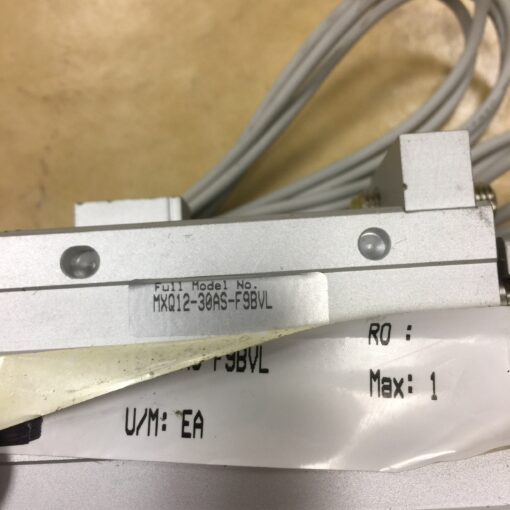 Full Model No.
MXQ12-30AS-F9BVL
RO :
-F9BVL
Max: 1
U/M: EA